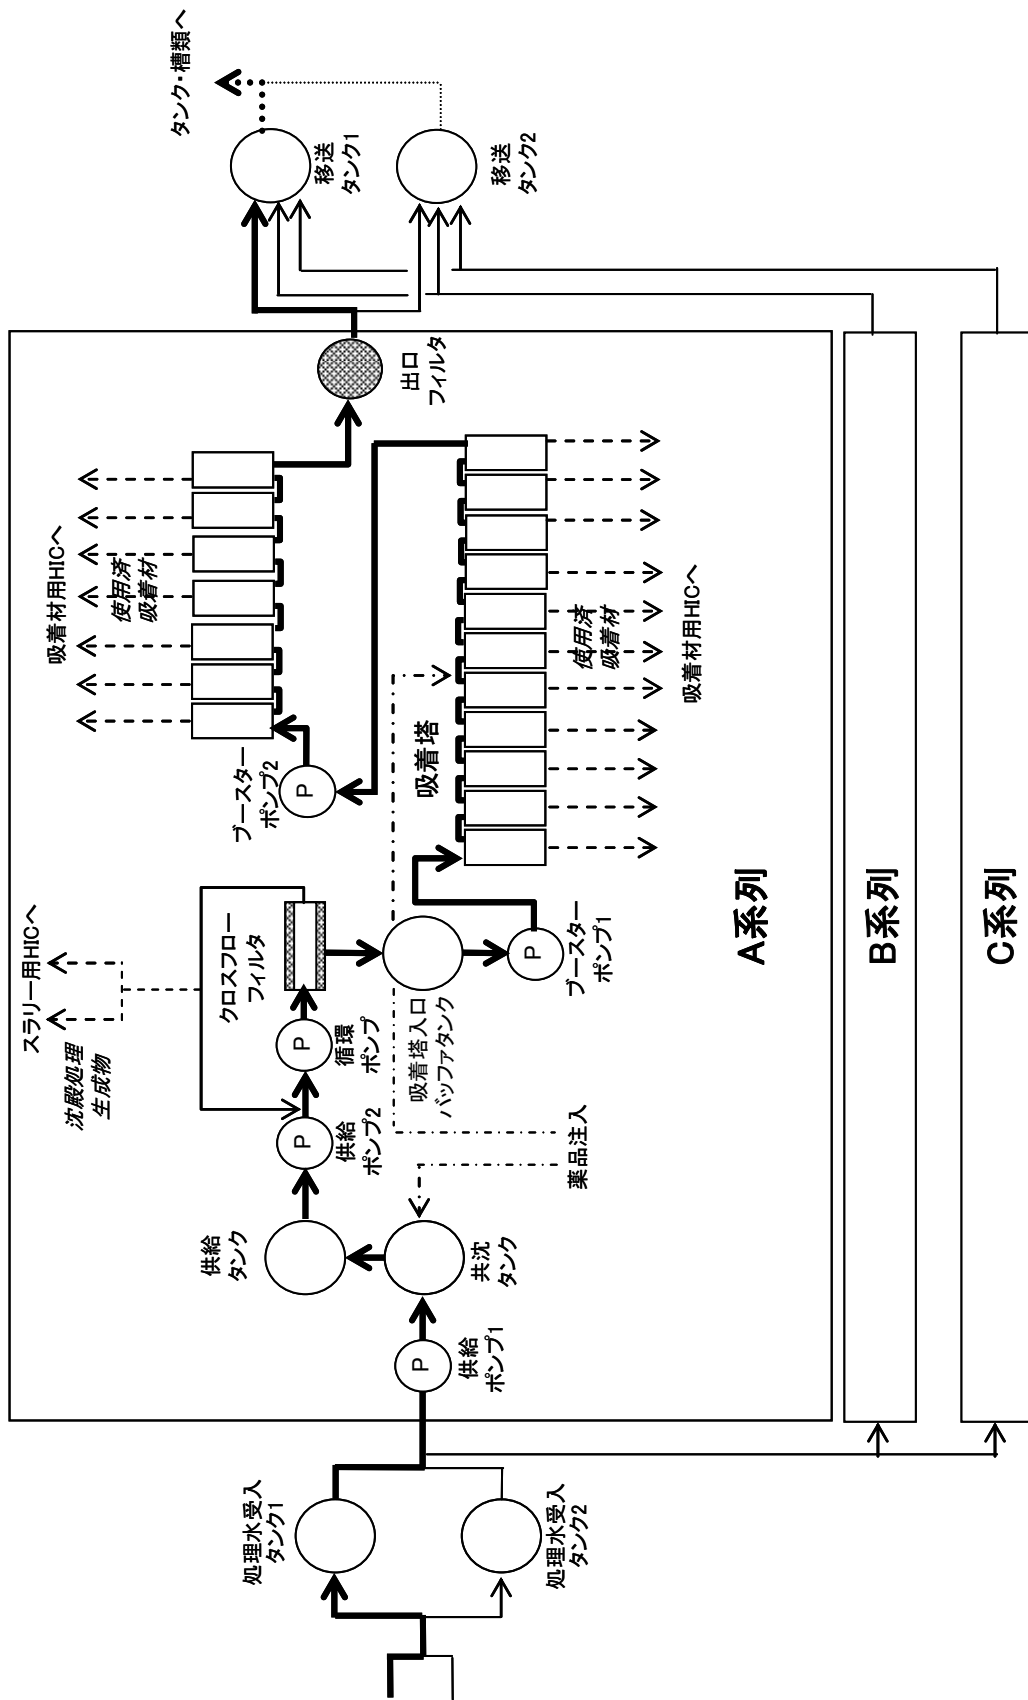 処理水受入
タンク1
処理水受入
タンク2
P
供給
ポンプ1
共沈
タンク
供給
タンク
薬品注入
P
供給
ポンプ2
P
循環
ポンプ
クロスフロー
フィルタ
沈殿処理
生成物
スラリー用HICへ
吸着塔入口
バッファタンク
P
ブースター
ポンプ1
吸着塔
使用済
吸着材
吸着材用HICへ
P
ブースター
ポンプ2
使用済
吸着材
吸着材用HICへ
出口
フィルタ
A系列
B系列
C系列
移送
タンク1
移送
タンク2
タンク・槽類へ